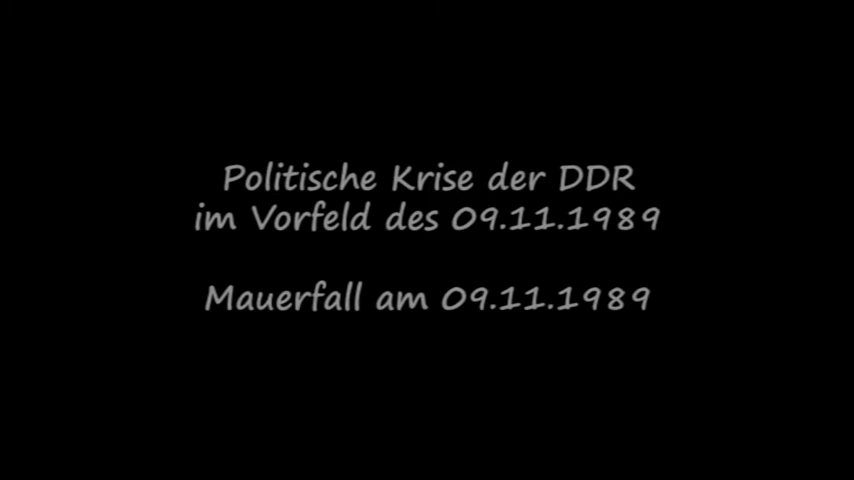 Politische Krise der DDR
im Vorfeld des 09.11.1989
Mauerfall am 09.11.1989